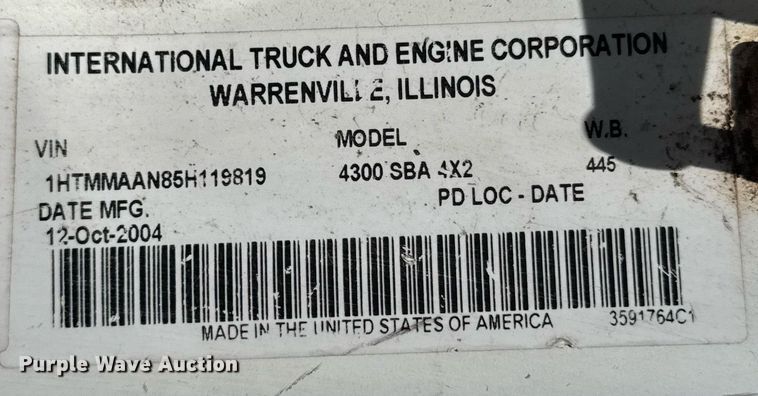 INTERNATIONAL TRUCK AND ENGINE CORPORATION
WARRENVILLE, ILLINOIS
VIN MODEL W.B.
1HTMMAAN85H119819 4300 SBA 4X2 445
DATE MFG. PD LOC - DATE
12-Oct-2004
MADE IN THE UNITED STATES OF AMERICA 3591764C1
Purple Wave Auction